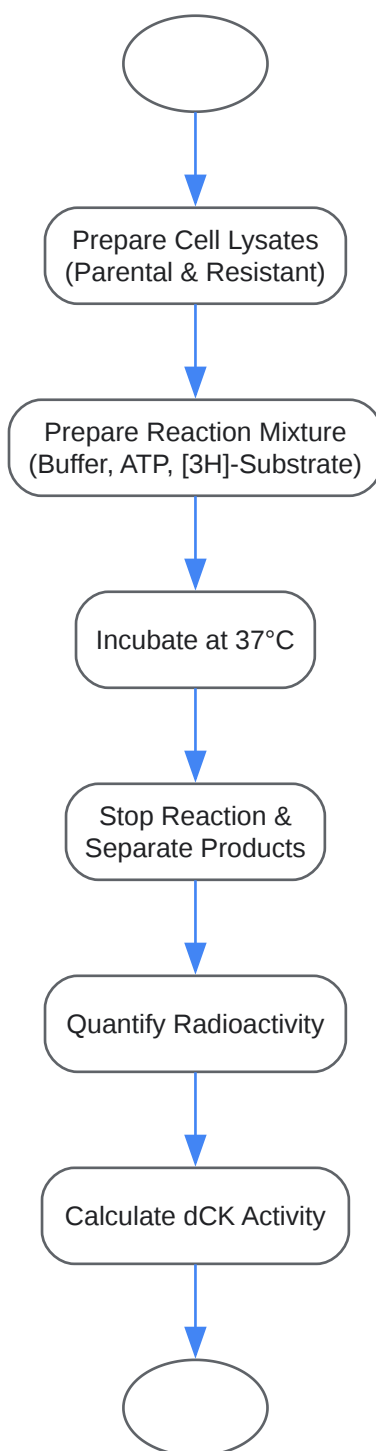 Prepare Cell Lysates
(Parental & Resistant)
Prepare Reaction Mixture
(Buffer, ATP, [3H]-Substrate)
Incubate at 37°C
Stop Reaction &
Separate Products
Quantify Radioactivity
Calculate dCK Activity